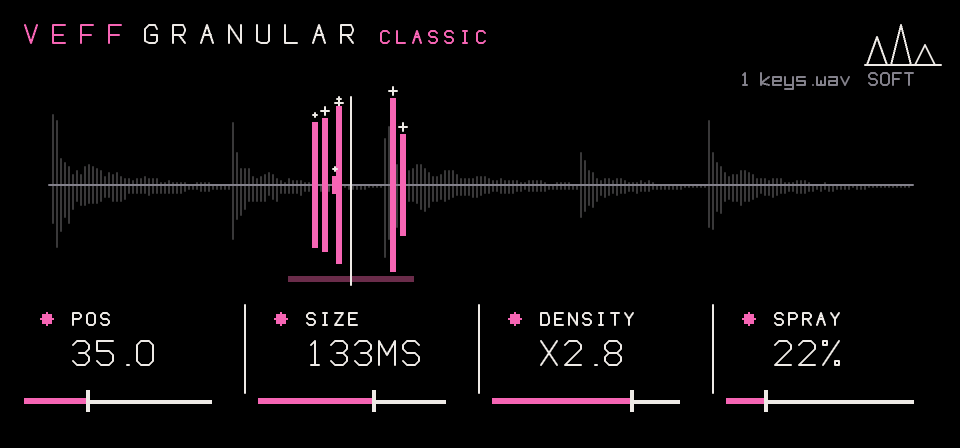 VEFF GRANULAR CLASSIC
1 keys.wav SOFT
POS SIZE DENSITY SPRAY
35.0 133MS X2.8 22%